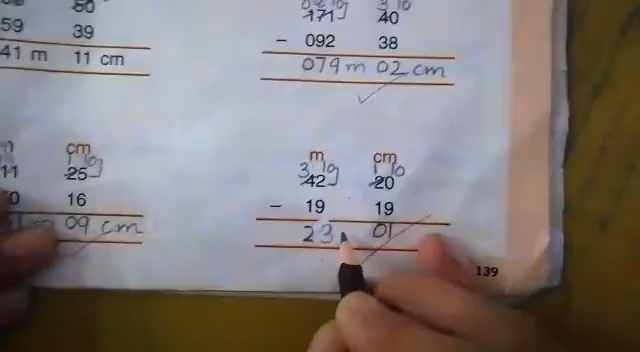 50
59 39
41 m 11 cm
171 40
- 092 38
079 m 02 cm
cm
11 25
16
09 cm
m cm
42 20
- 19 19
23 01
139